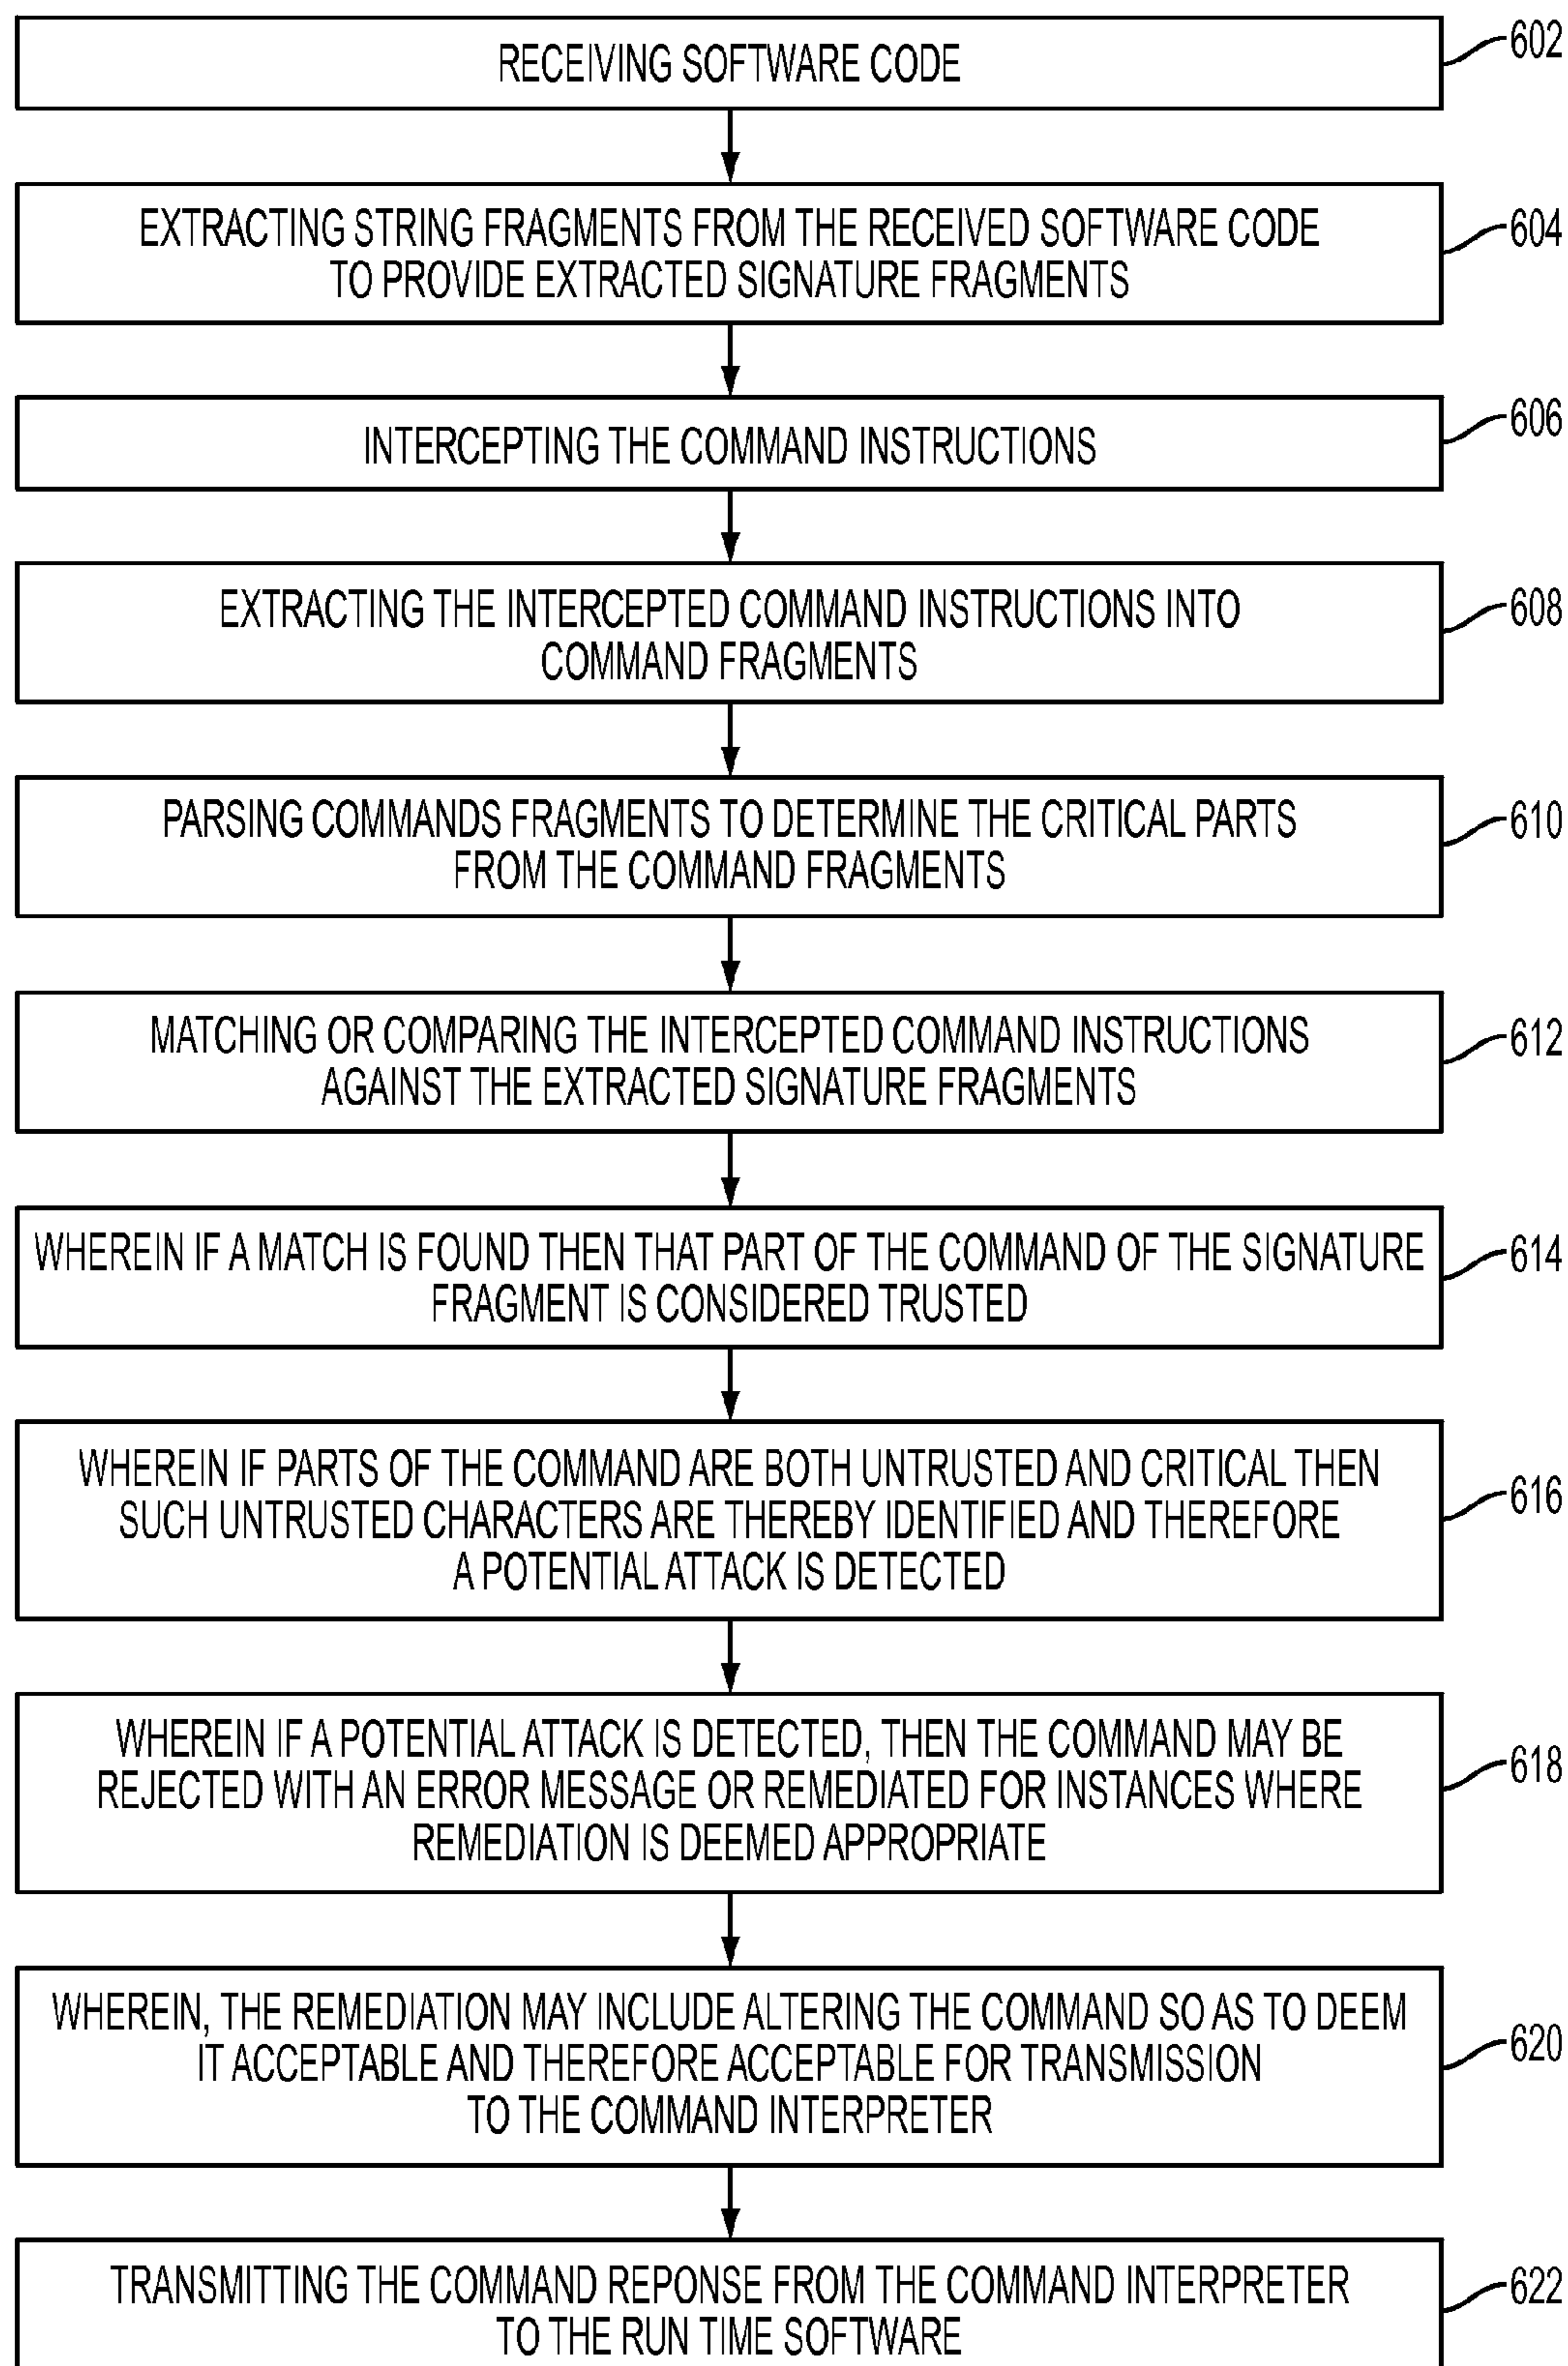 RECEIVING SOFTWARE CODE
602
EXTRACTING STRING FRAGMENTS FROM THE RECEIVED SOFTWARE CODE
TO PROVIDE EXTRACTED SIGNATURE FRAGMENTS
604
INTERCEPTING THE COMMAND INSTRUCTIONS
606
EXTRACTING THE INTERCEPTED COMMAND INSTRUCTIONS INTO
COMMAND FRAGMENTS
608
PARSING COMMANDS FRAGMENTS TO DETERMINE THE CRITICAL PARTS
FROM THE COMMAND FRAGMENTS
610
MATCHING OR COMPARING THE INTERCEPTED COMMAND INSTRUCTIONS
AGAINST THE EXTRACTED SIGNATURE FRAGMENTS
612
WHEREIN IF A MATCH IS FOUND THEN THAT PART OF THE COMMAND OF THE SIGNATURE
FRAGMENT IS CONSIDERED TRUSTED
614
WHEREIN IF PARTS OF THE COMMAND ARE BOTH UNTRUSTED AND CRITICAL THEN
SUCH UNTRUSTED CHARACTERS ARE THEREBY IDENTIFIED AND THEREFORE
A POTENTIAL ATTACK IS DETECTED
616
WHEREIN IF A POTENTIAL ATTACK IS DETECTED, THEN THE COMMAND MAY BE
REJECTED WITH AN ERROR MESSAGE OR REMEDIATED FOR INSTANCES WHERE
REMEDIATION IS DEEMED APPROPRIATE
618
WHEREIN, THE REMEDIATION MAY INCLUDE ALTERING THE COMMAND SO AS TO DEEM
IT ACCEPTABLE AND THEREFORE ACCEPTABLE FOR TRANSMISSION
TO THE COMMAND INTERPRETER
620
TRANSMITTING THE COMMAND REPONSE FROM THE COMMAND INTERPRETER
TO THE RUN TIME SOFTWARE
622